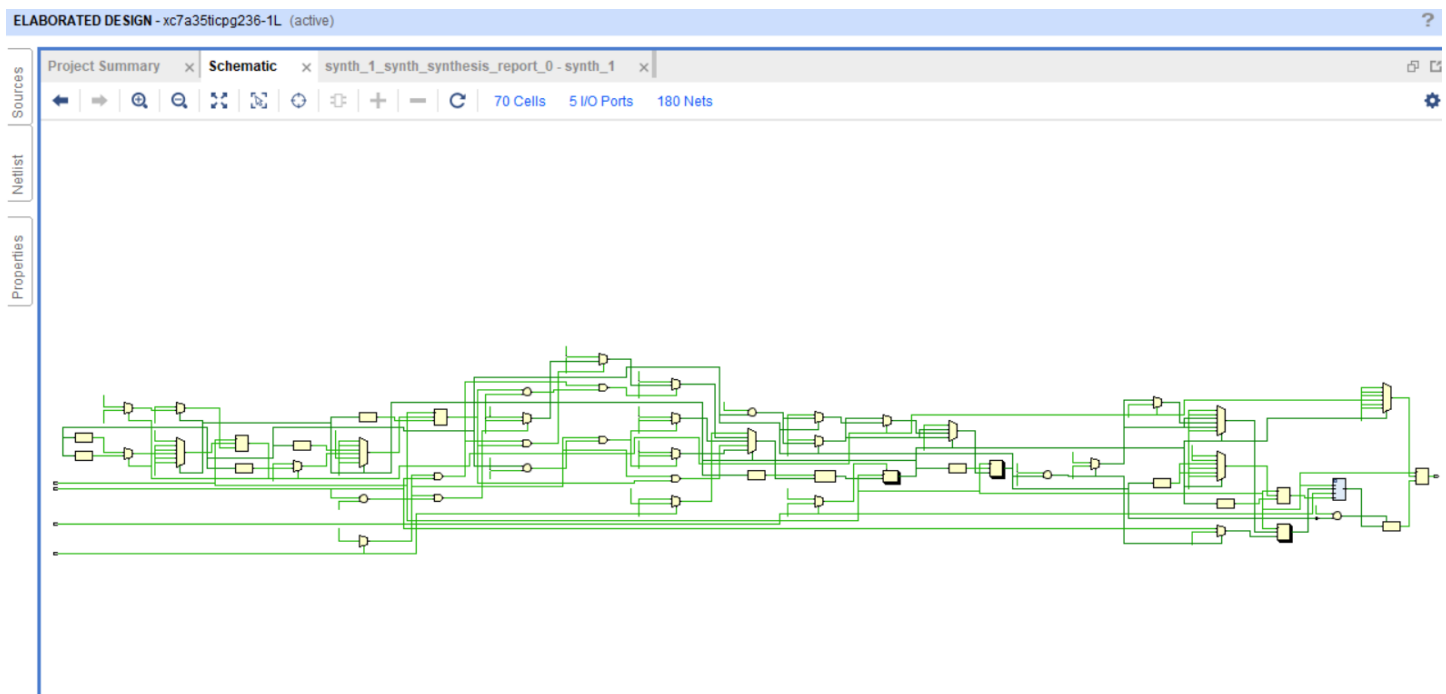 ELABORATED DESIGN - xc7a35ticpg236-1L (active) ?
Sources
Netlist
Properties
Project Summary × Schematic × synth_1_synth_synthesis_report_0 - synth_1 ×
70 Cells 5 I/O Ports 180 Nets